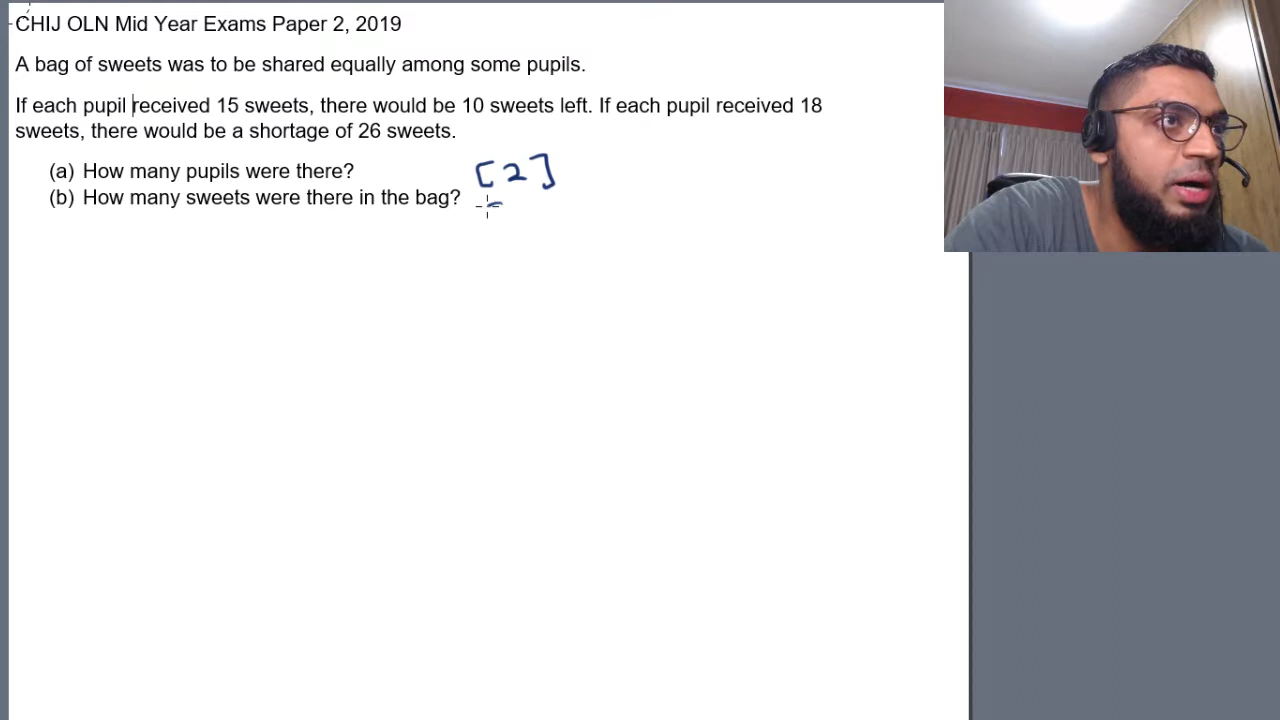 CHIJ OLN Mid Year Exams Paper 2, 2019
A bag of sweets was to be shared equally among some pupils.
If each pupil received 15 sweets, there would be 10 sweets left. If each pupil received 18
sweets, there would be a shortage of 26 sweets.
(a) How many pupils were there? [2]
(b) How many sweets were there in the bag?